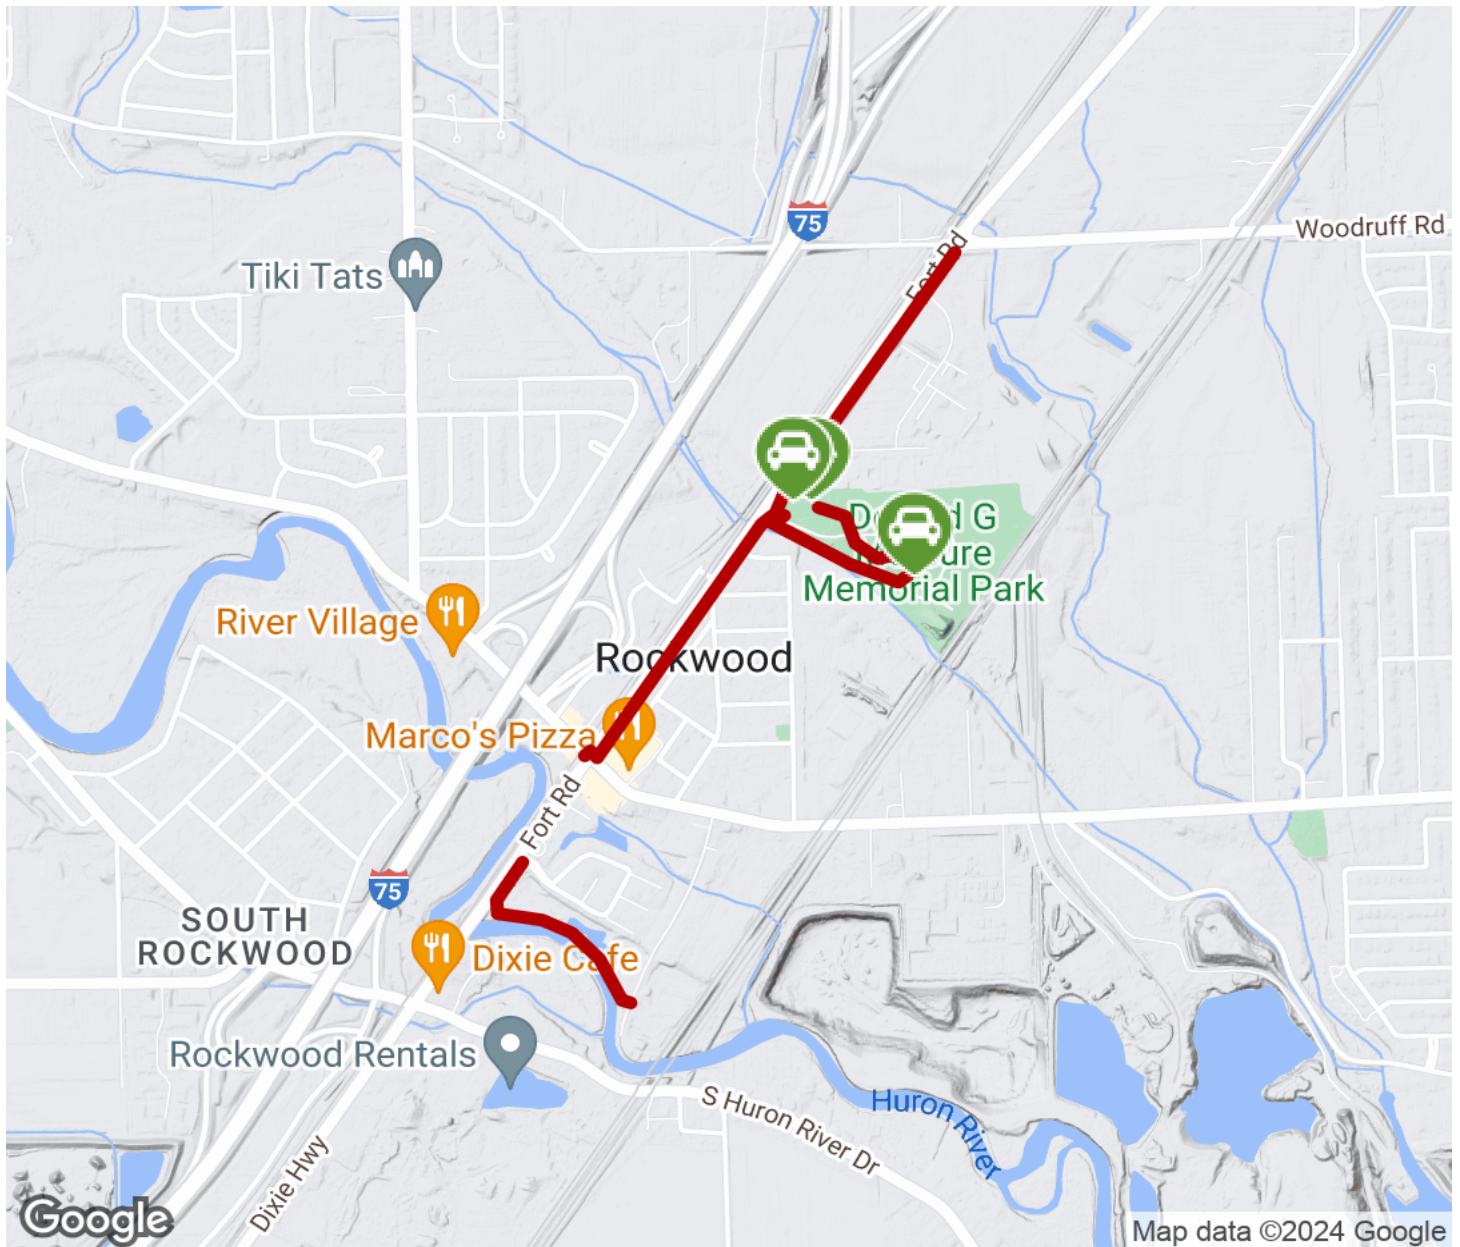 75
Woodruff Rd
Fort Rd
Tiki Tats
D
d G
ure
Memorial Park
River Village
Rockwood
Marco's Pizza
Fort Rd
75
SOUTH
ROCKWOOD
Dixie Cafe
Rockwood Rentals
S Huron River Dr
Huron River
Dixie Hwy
Google
Map data ©2024 Google